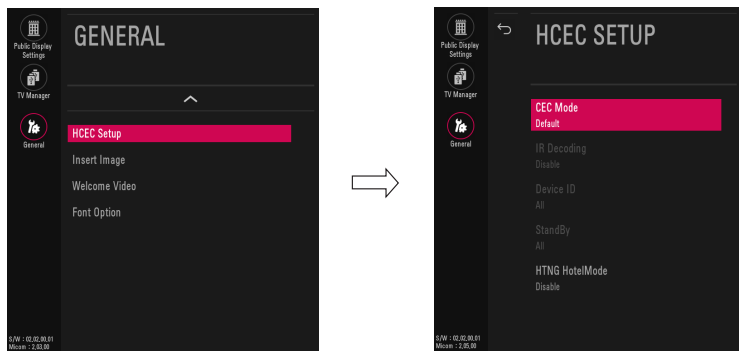 Public Display
Settings
TV Manager
General
S/W : 02,02,00,01
Micom : 2,03,00
GENERAL
HCEC Setup
Insert Image
Welcome Video
Font Option
Public Display
Settings
TV Manager
General
S/W : 02,02,00,01
Micom : 2,05,00
HCEC SETUP
CEC Mode
Default
IR Decoding
Disable
Device ID
All
StandBy
All
HTNG HotelMode
Disable